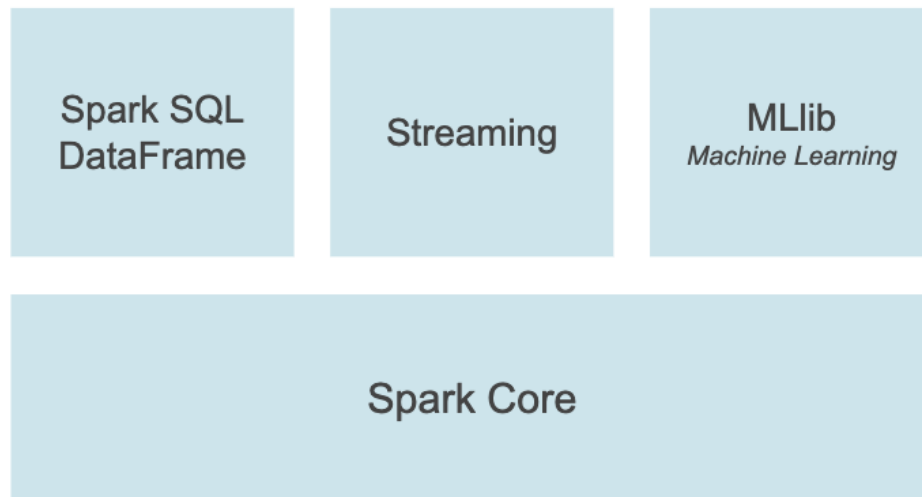 Spark SQL
DataFrame
Streaming
MLlib
Machine Learning
Spark Core